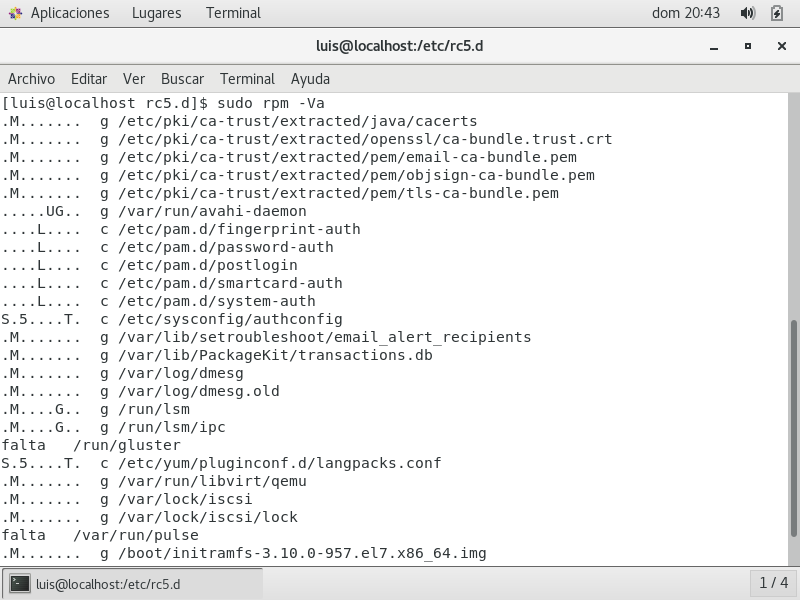 Aplicaciones Lugares Terminal dom 20:43
luis@localhost:/etc/rc5.d
Archivo Editar Ver Buscar Terminal Ayuda
[luis@localhost rc5.d]$ sudo rpm -Va
.M.......  g /etc/pki/ca-trust/extracted/java/cacerts
.M.......  g /etc/pki/ca-trust/extracted/openssl/ca-bundle.trust.crt
.M.......  g /etc/pki/ca-trust/extracted/pem/email-ca-bundle.pem
.M.......  g /etc/pki/ca-trust/extracted/pem/objsign-ca-bundle.pem
.M.......  g /etc/pki/ca-trust/extracted/pem/tls-ca-bundle.pem
.....UG..  g /var/run/avahi-daemon
....L....  c /etc/pam.d/fingerprint-auth
....L....  c /etc/pam.d/password-auth
....L....  c /etc/pam.d/postlogin
....L....  c /etc/pam.d/smartcard-auth
....L....  c /etc/pam.d/system-auth
S.5....T.  c /etc/sysconfig/authconfig
.M.......  g /var/lib/setroubleshoot/email_alert_recipients
.M.......  g /var/lib/PackageKit/transactions.db
.M.......  g /var/log/dmesg
.M.......  g /var/log/dmesg.old
.M....G..  g /run/lsm
.M....G..  g /run/lsm/ipc
falta   /run/gluster
S.5....T.  c /etc/yum/pluginconf.d/langpacks.conf
.M.......  g /var/run/libvirt/qemu
.M.......  g /var/lock/iscsi
.M.......  g /var/lock/iscsi/lock
falta   /var/run/pulse
.M.......  g /boot/initramfs-3.10.0-957.el7.x86_64.img
luis@localhost:/etc/rc5.d 1 / 4